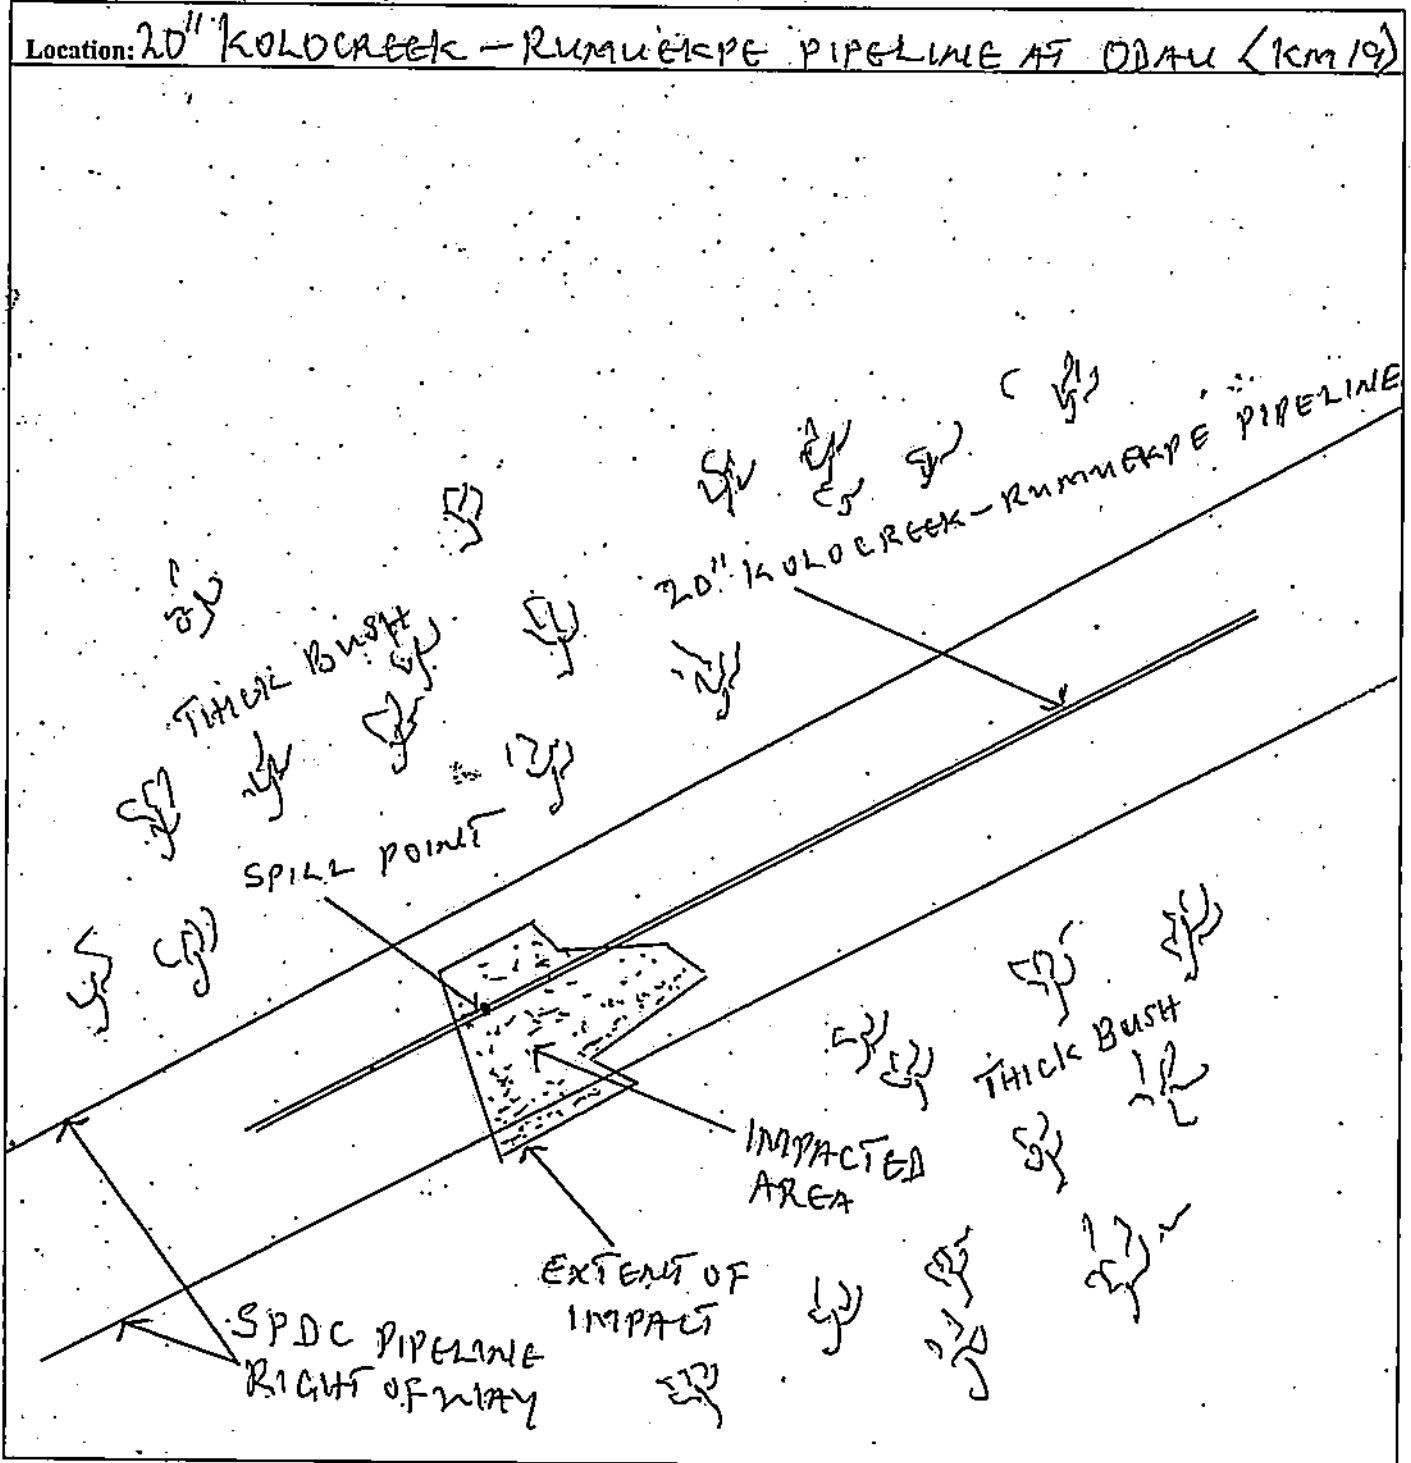 Location: 20" KOLOCREEK - RUMUEKPE PIPELINE AT ODAU (KM 19)
20" KOLOCREEK - RUMUEKPE PIPELINE
THICK BUSH
SPILL POINT
THICK BUSH
IMPACTED
AREA
EXTENT OF
IMPACT
SPDC PIPELINE
RIGHT OF WAY